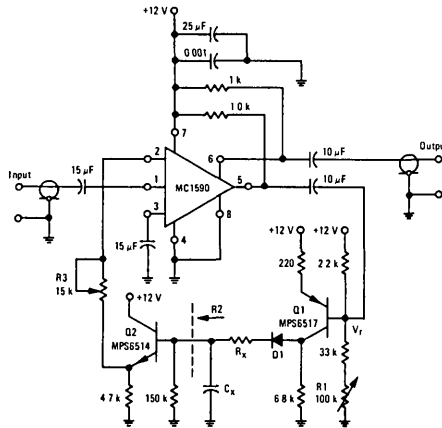 +12 V
25 μF
0 001
1 k
1 0 k
7
2
6
10 μF
Output
Input
15 μF
1
MC1590
5
10 μF
3
8
4
15 μF
+12 V
+12 V
R3
15 k
+12 V
R2
220
2 2 k
Q1
MPS6517
Q2
MPS6514
Rx
D1
Vr
33 k
4 7 k
150 k
Cx
6 8 k
R1
100 k